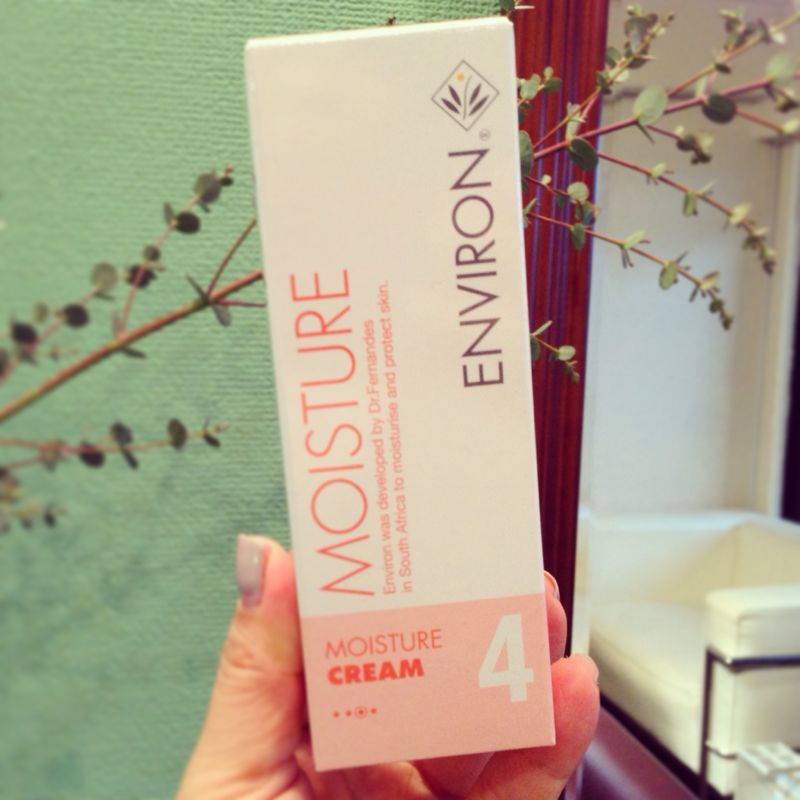 ENVIRON®
MOISTURE
Environ was developed by Dr.Fernandes
in South Africa to moisturise and protect skin.
MOISTURE
CREAM
4